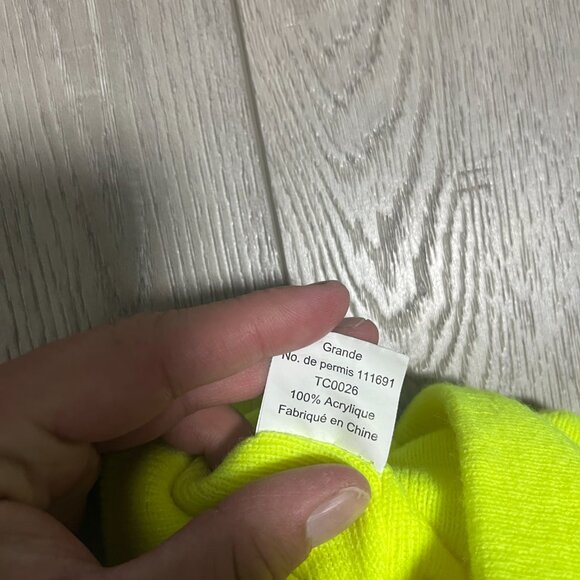 Grande
No. de permis 111691
TC0026
100% Acrylique
Fabriqué en Chine